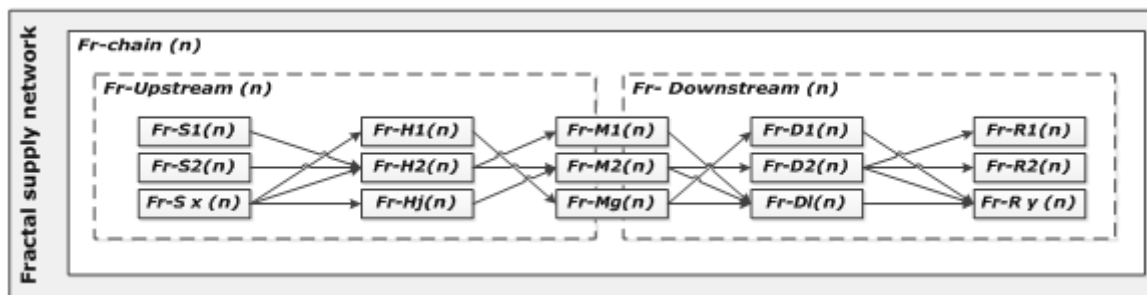 Fractal supply network
Fr-chain (n)
Fr-Upstream (n)
Fr- Downstream (n)
Fr-S1(n)
Fr-H1(n)
Fr-M1(n)
Fr-D1(n)
Fr-R1(n)
Fr-S2(n)
Fr-H2(n)
Fr-M2(n)
Fr-D2(n)
Fr-R2(n)
Fr-S x (n)
Fr-Hj(n)
Fr-Mg(n)
Fr-Dl(n)
Fr-R y (n)